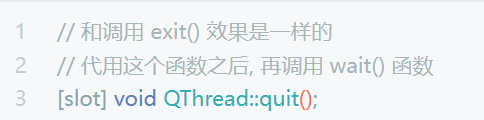 1 // 和调用 exit() 效果是一样的
2 // 代用这个函数之后, 再调用 wait() 函数
3 [slot] void QThread::quit();